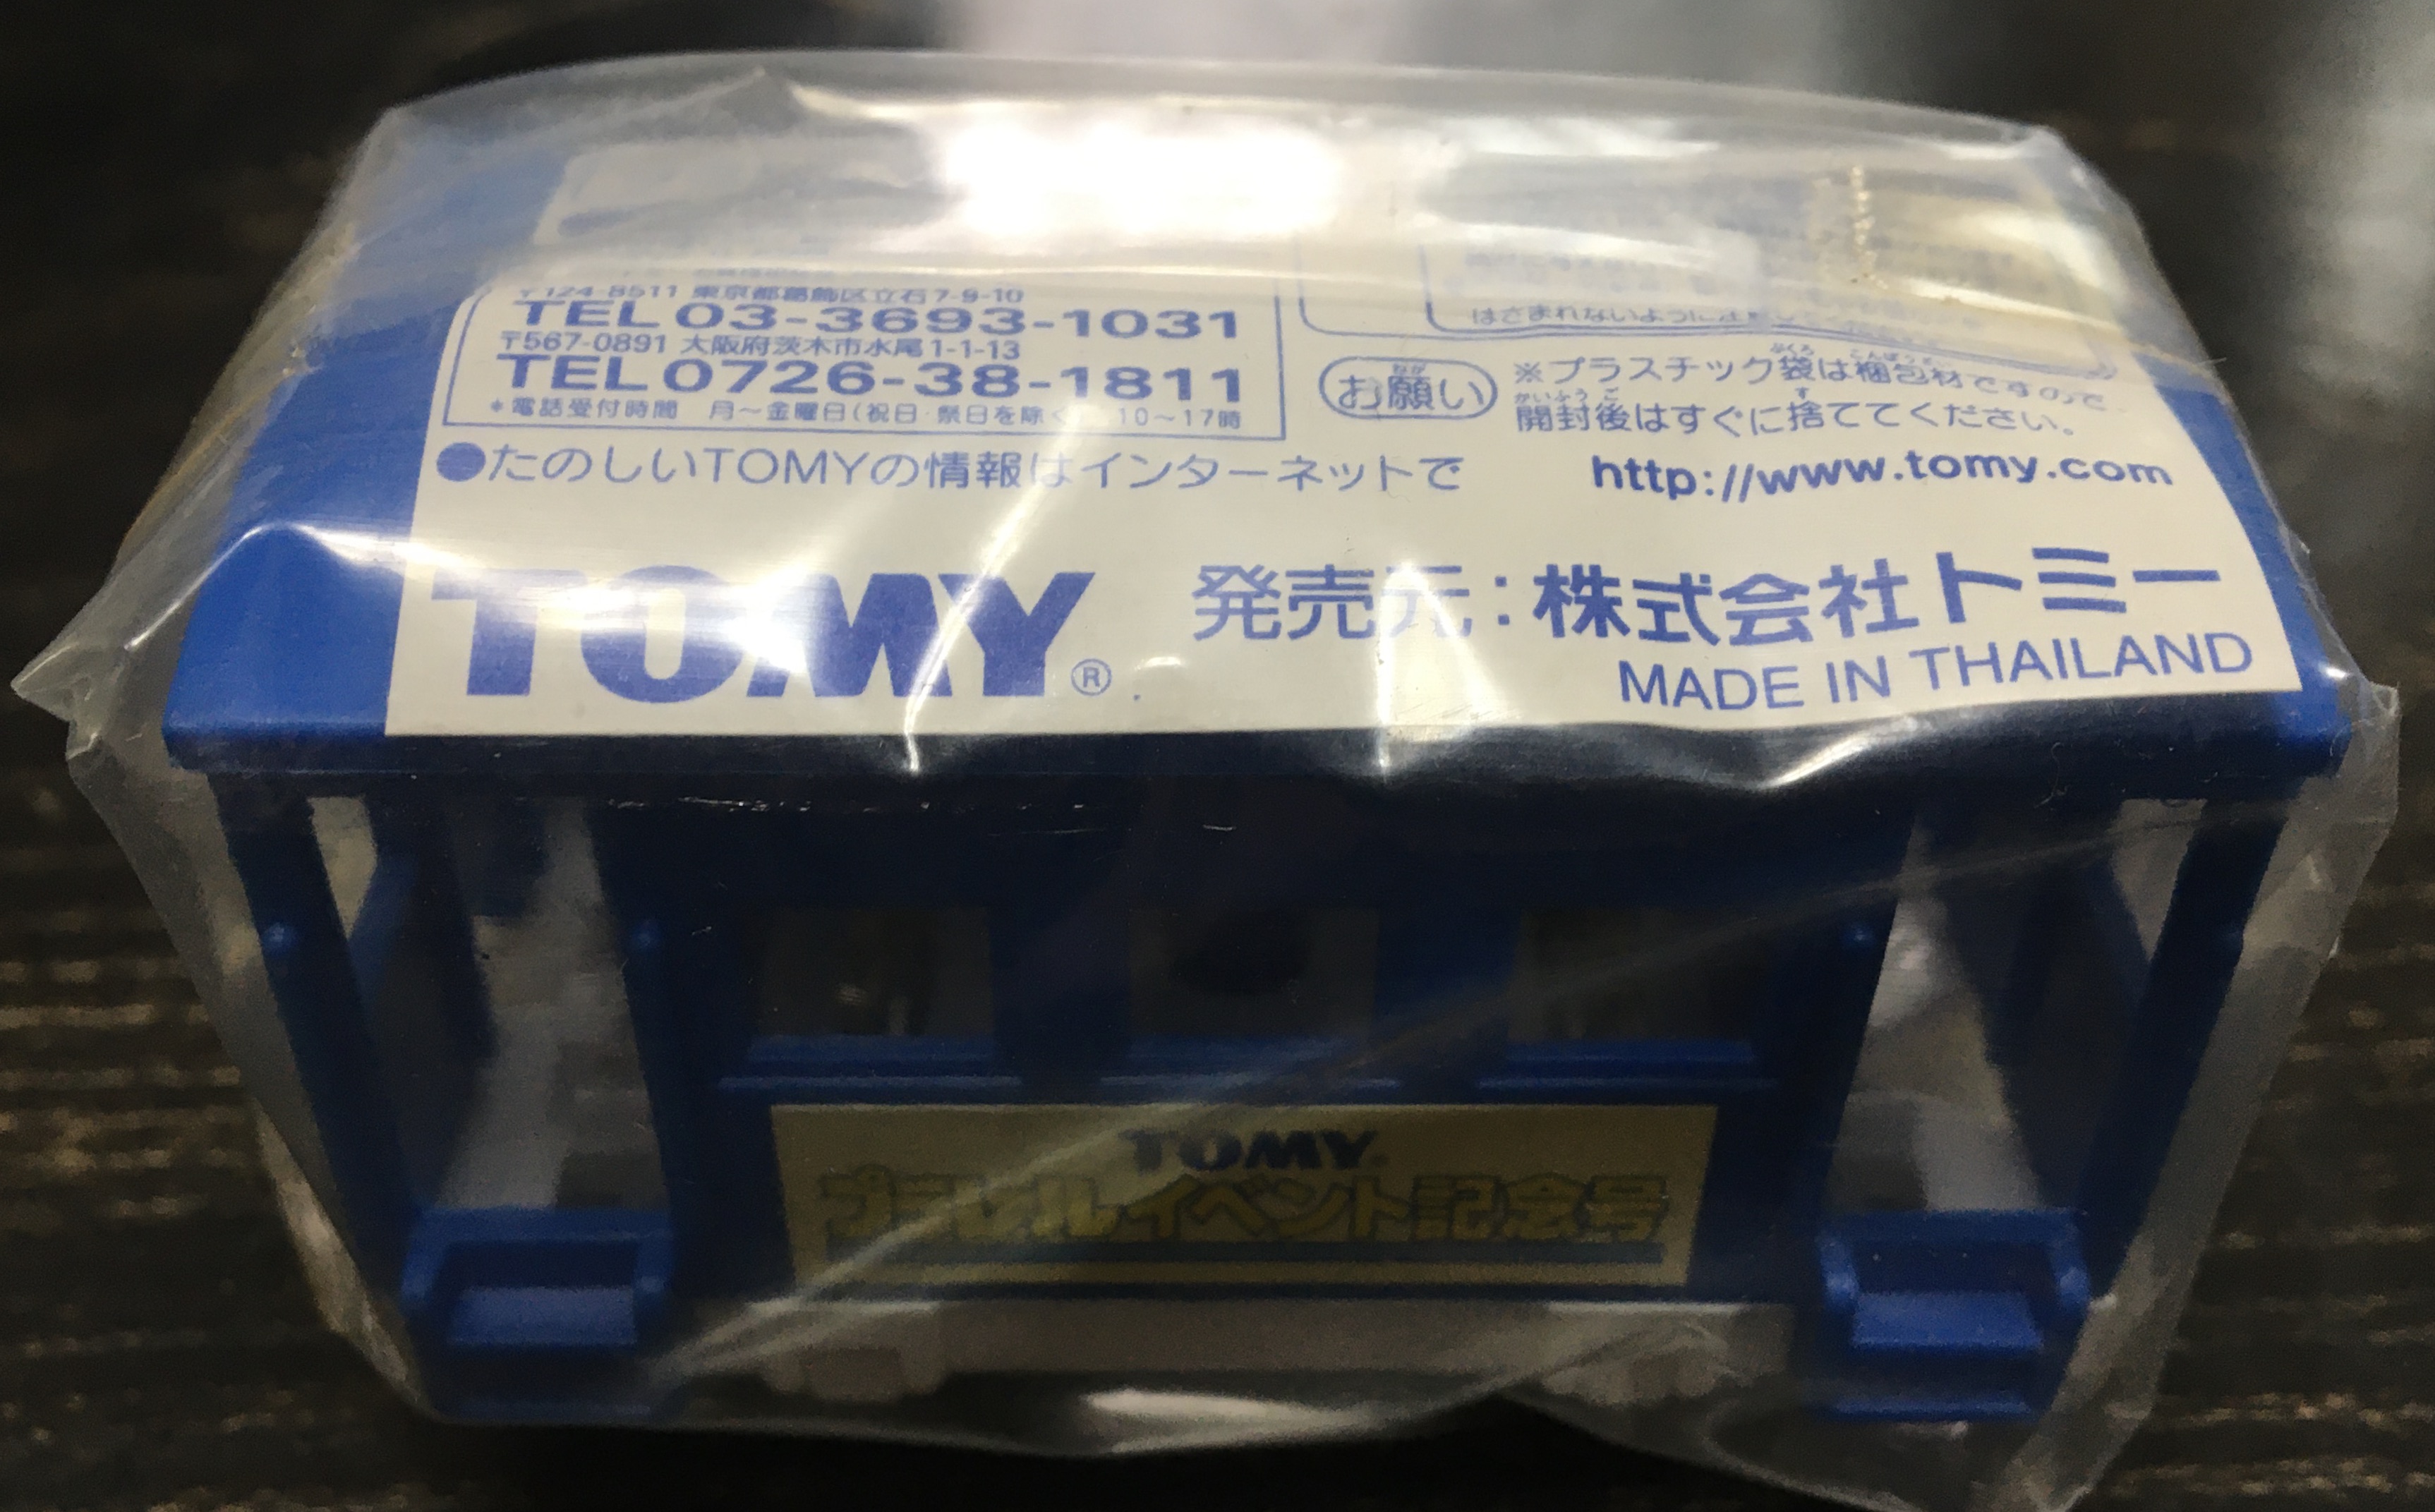 〒124-8511 東京都葛飾区立石7-9-10
TEL 03-3693-1031
〒567-0891 大阪府茨木市水尾1-1-13
TEL 0726-38-1811
*電話受付時間 月〜金曜日(祝日・祭日を除く) 10〜17時
はさまれないように注意し
お願い ※プラスチック袋は梱包材ですので、
開封後はすぐに捨ててください。
●たのしいTOMYの情報はインターネットで http://www.tomy.com
TOMY® 発売元:株式会社トミー
MADE IN THAILAND
TOMY
プラレールイベント記念号